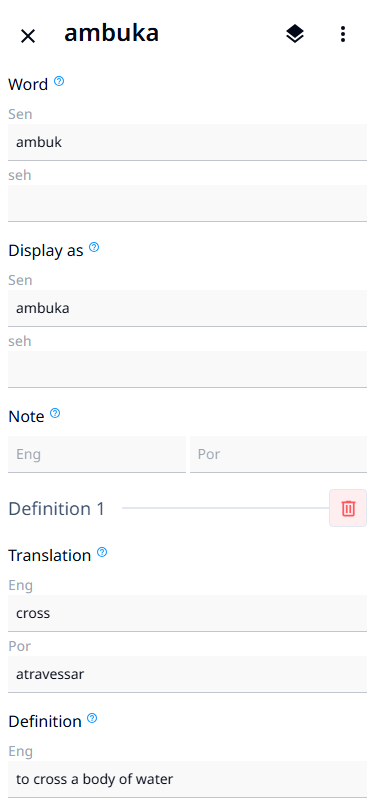 ambuka
Word
Sen
ambuk
seh
Display as
Sen
ambuka
seh
Note
Eng Por
Definition 1
Translation
Eng
cross
Por
atravessar
Definition
Eng
to cross a body of water